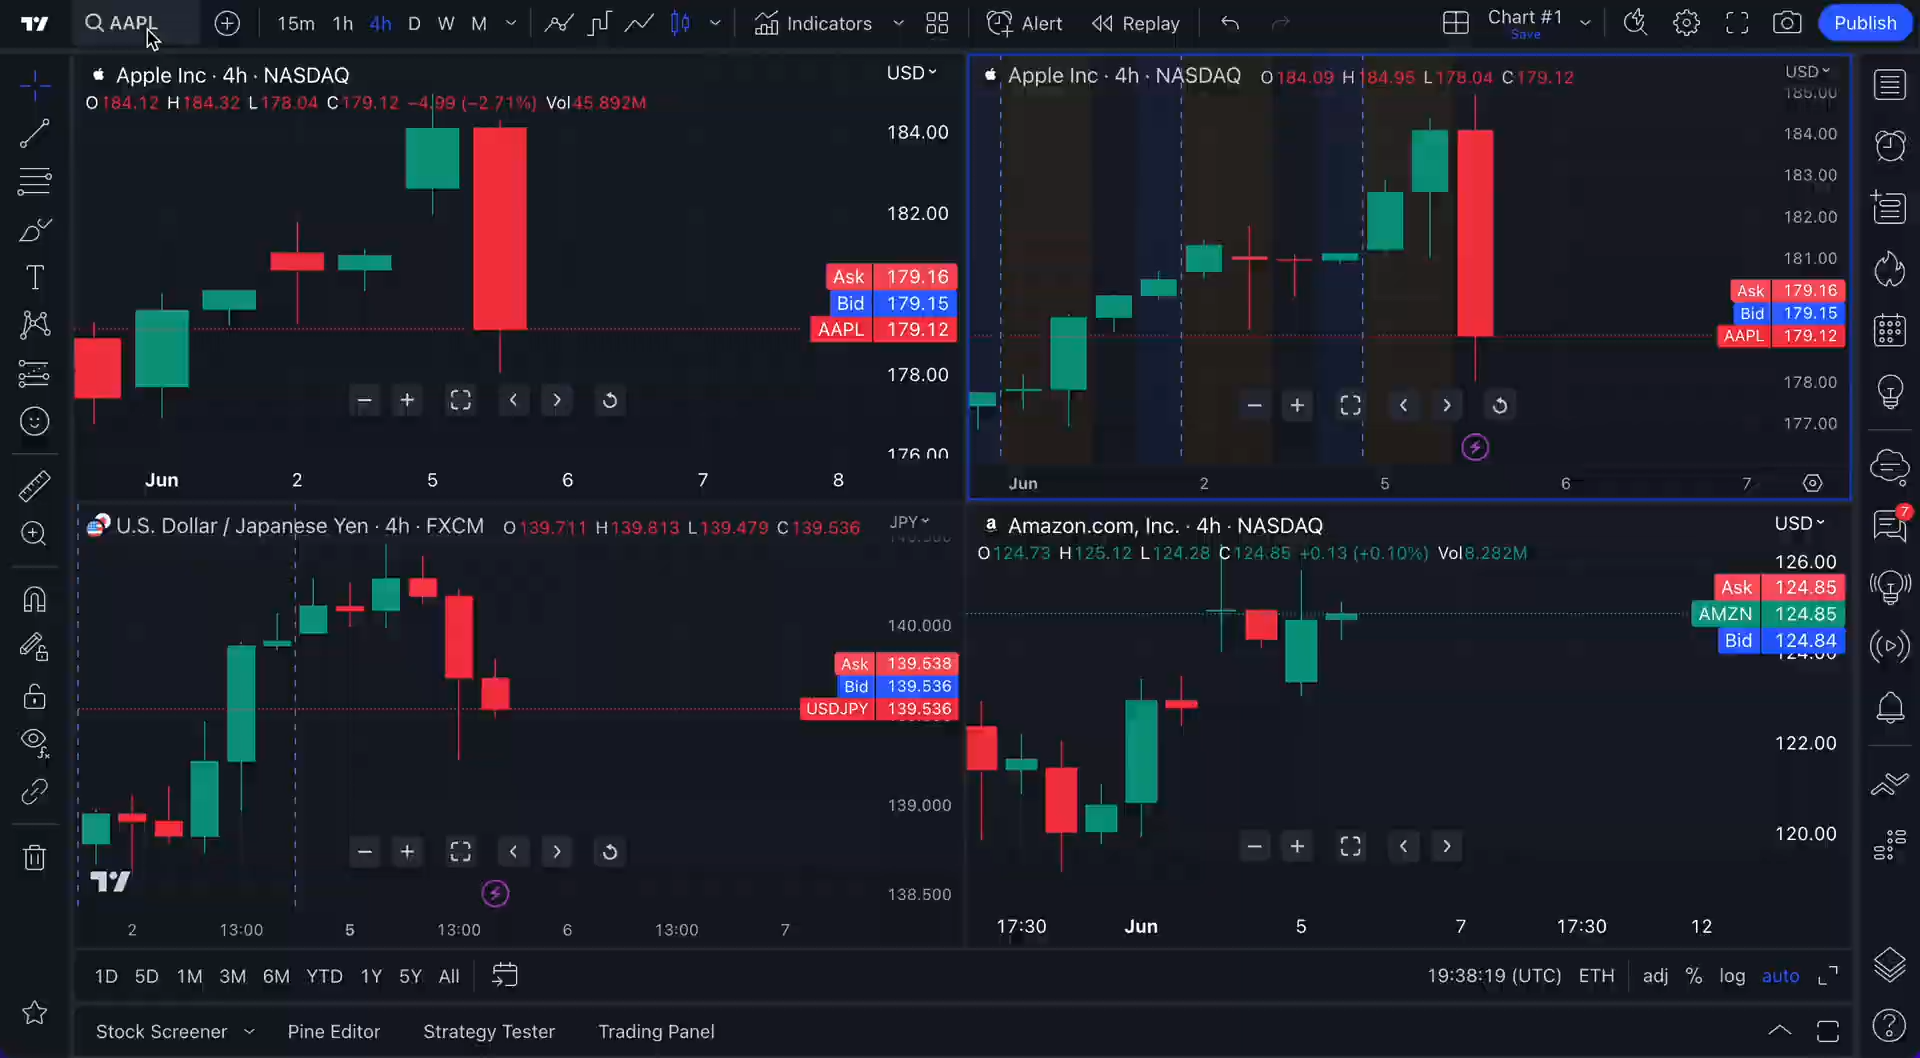 AAPL 15m 1h 4h D W M Indicators Alert Replay Chart #1 Save Publish
Apple Inc · 4h · NASDAQ USD
O184.12 H184.32 L178.04 C179.12 −4.99 (−2.71%) Vol45.892M
184.00
182.00
Ask 179.16
Bid 179.15
AAPL 179.12
178.00
176.00
Jun 2 5 6 7 8
Apple Inc · 4h · NASDAQ O184.09 H184.95 L178.04 C179.12 USD
185.00
184.00
183.00
182.00
181.00
Ask 179.16
Bid 179.15
AAPL 179.12
178.00
177.00
Jun 2 5 6 7
U.S. Dollar / Japanese Yen · 4h · FXCM O139.711 H139.813 L139.479 C139.536 JPY
140.500
140.000
Ask 139.538
Bid 139.536
USDJPY 139.536
139.000
138.500
2 13:00 5 13:00 6 13:00 7
Amazon.com, Inc. · 4h · NASDAQ USD
O124.73 H125.12 L124.28 C124.85 +0.13 (+0.10%) Vol8.282M
126.00
Ask 124.85
AMZN 124.85
Bid 124.84
124.00
122.00
120.00
17:30 Jun 5 7 17:30 12
7
1D 5D 1M 3M 6M YTD 1Y 5Y All 19:38:19 (UTC) ETH adj % log auto
Stock Screener Pine Editor Strategy Tester Trading Panel